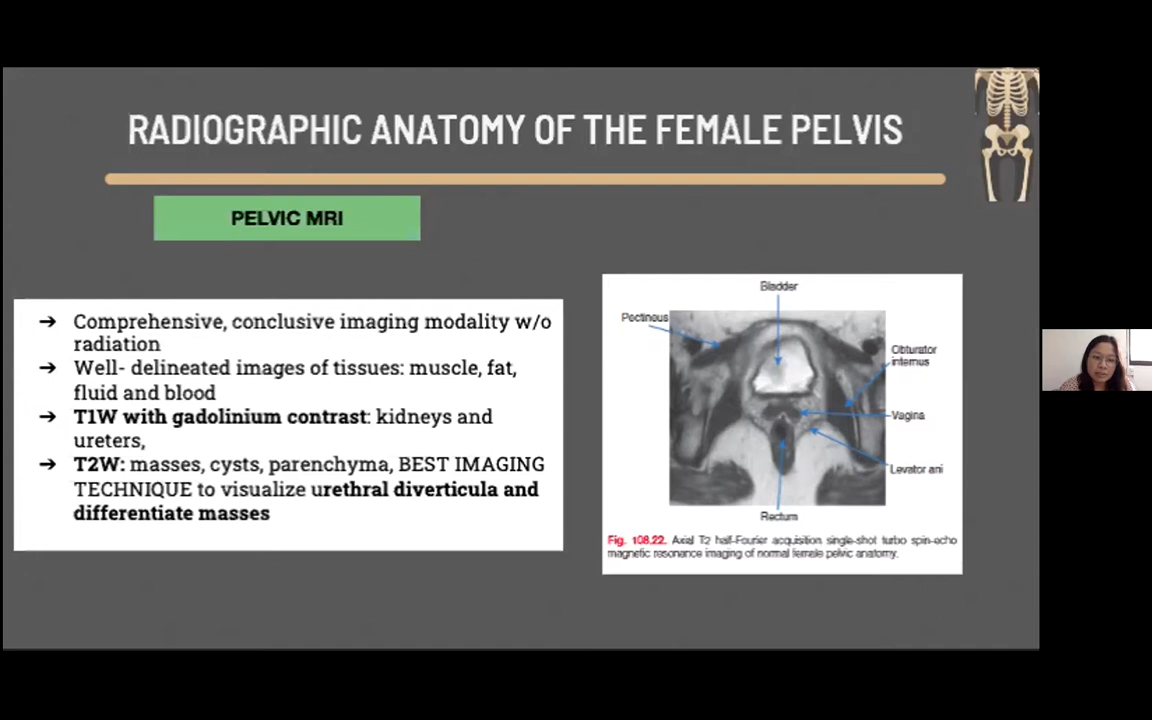 RADIOGRAPHIC ANATOMY OF THE FEMALE PELVIS
PELVIC MRI
➔ Comprehensive, conclusive imaging modality w/o
radiation
➔ Well- delineated images of tissues: muscle, fat,
fluid and blood
➔ T1W with gadolinium contrast: kidneys and
ureters,
➔ T2W: masses, cysts, parenchyma, BEST IMAGING
TECHNIQUE to visualize urethral diverticula and
differentiate masses
Bladder
Pectineus
Obturator
internus
Vagina
Levator ani
Rectum
Fig. 108.22. Axial T2 half-Fourier acquisition single-shot turbo spin-echo
magnetic resonance imaging of normal female pelvic anatomy.